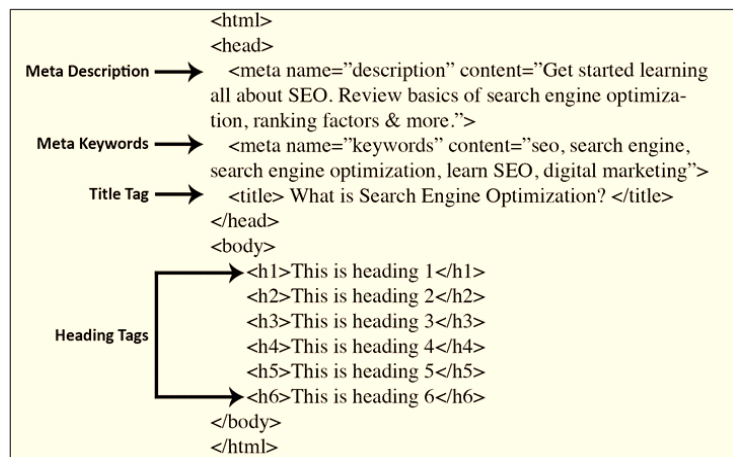 <html>
<head>
Meta Description
<meta name=”description” content=”Get started learning
all about SEO. Review basics of search engine optimiza-
tion, ranking factors & more.”>
Meta Keywords
<meta name=”keywords” content=”seo, search engine,
search engine optimization, learn SEO, digital marketing”>
Title Tag
<title> What is Search Engine Optimization? </title>
</head>
<body>
<h1>This is heading 1</h1>
<h2>This is heading 2</h2>
<h3>This is heading 3</h3>
Heading Tags
<h4>This is heading 4</h4>
<h5>This is heading 5</h5>
<h6>This is heading 6</h6>
</body>
</html>